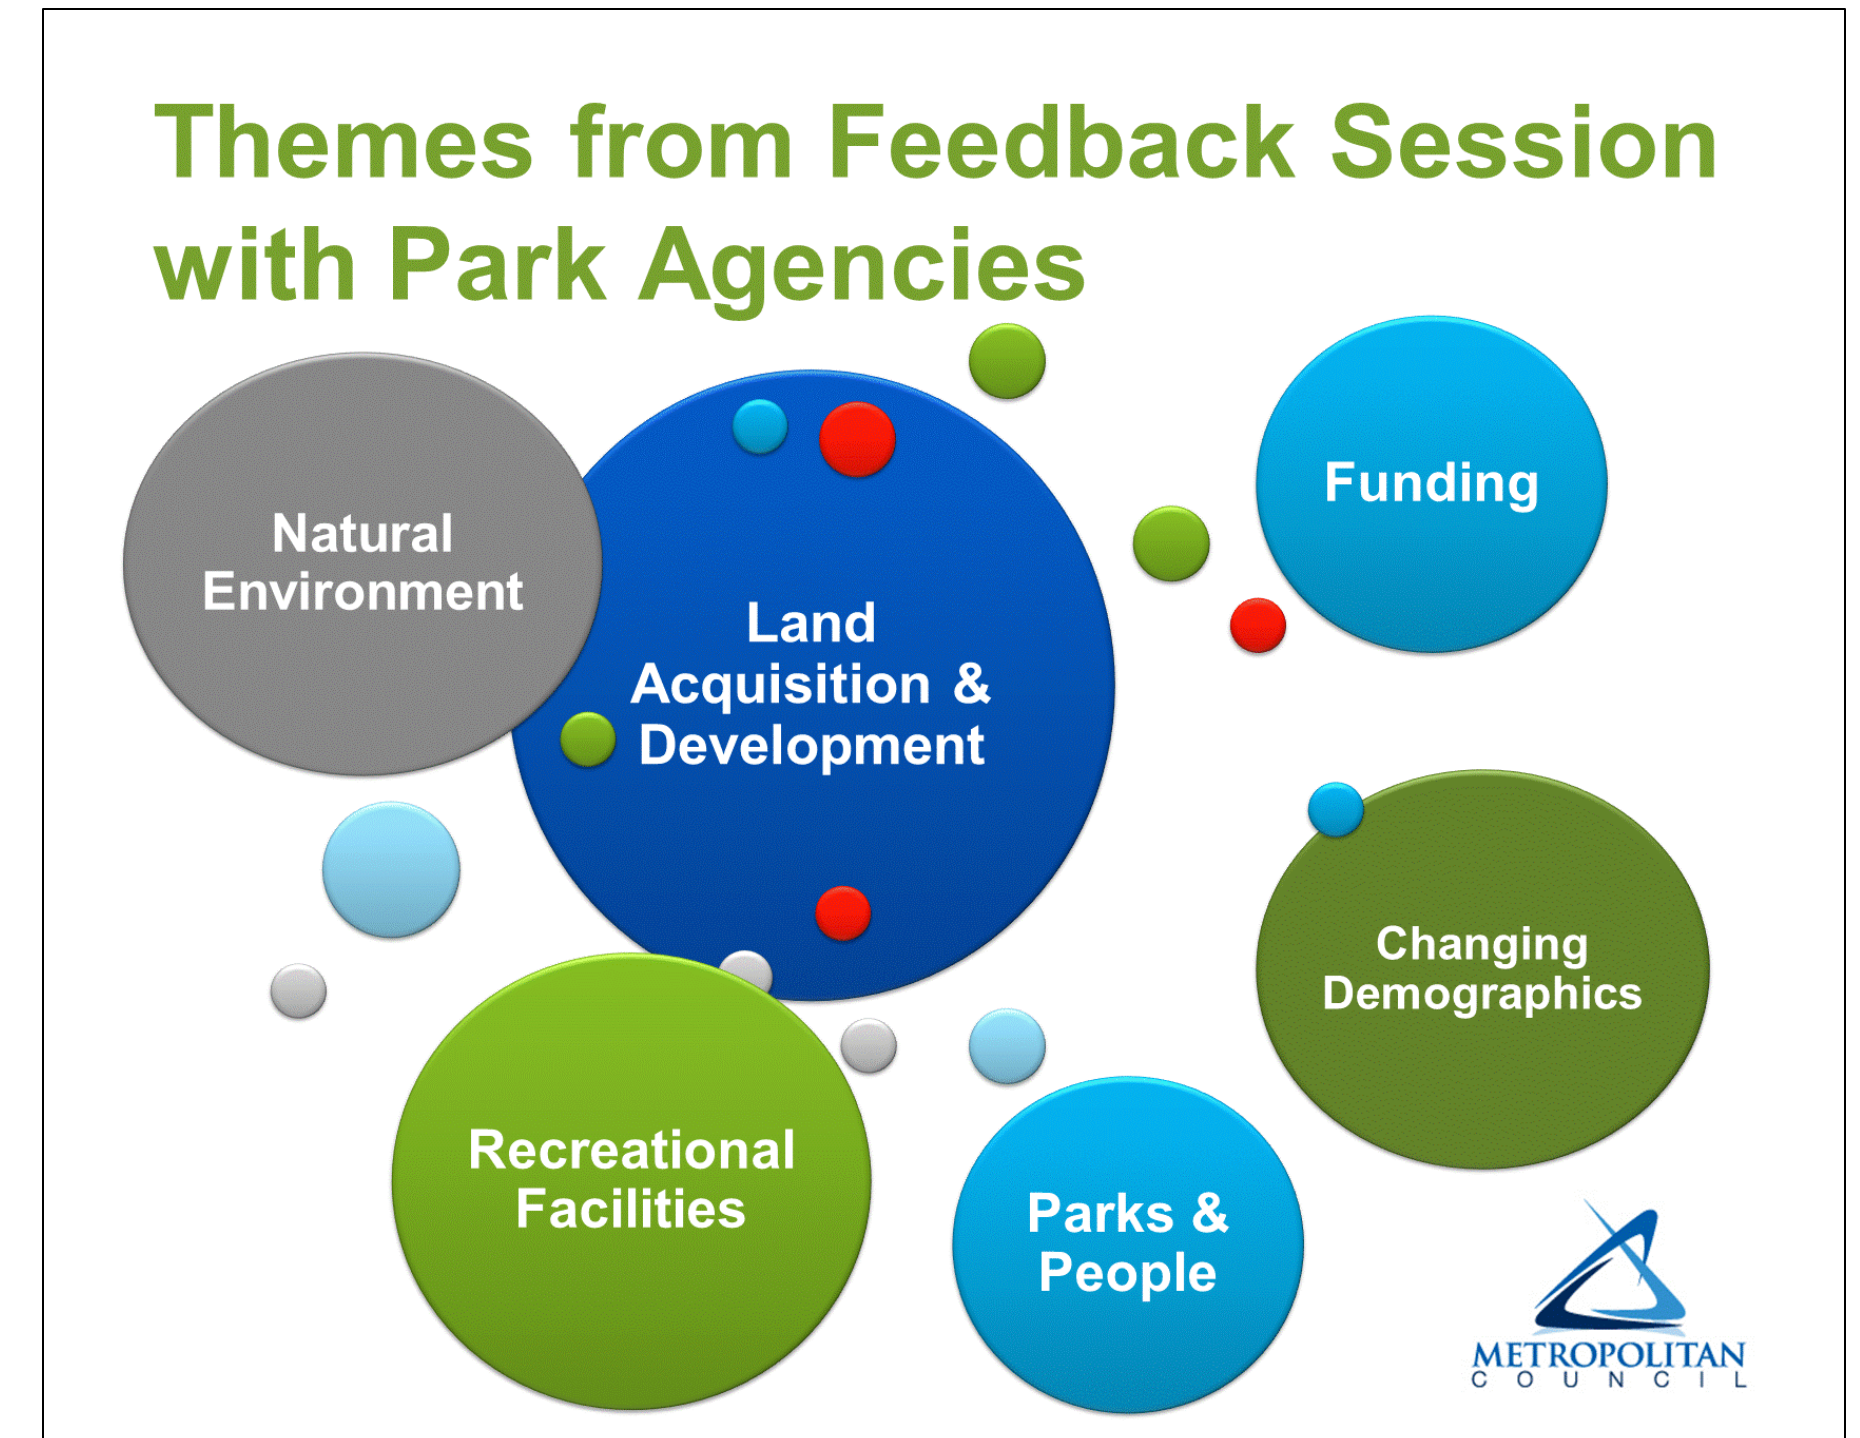 Themes from Feedback Session
with Park Agencies
Natural
Environment
Land
Acquisition &
Development
Funding
Changing
Demographics
Recreational
Facilities
Parks &
People
METROPOLITAN
COUNCIL